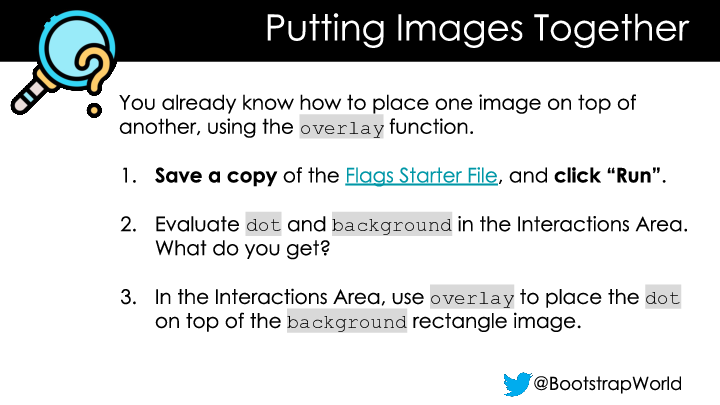 Putting Images Together
You already know how to place one image on top of
another, using the overlay function.
1. Save a copy of the Flags Starter File, and click “Run”.
2. Evaluate dot and background in the Interactions Area.
What do you get?
3. In the Interactions Area, use overlay to place the dot
on top of the background rectangle image.
@BootstrapWorld